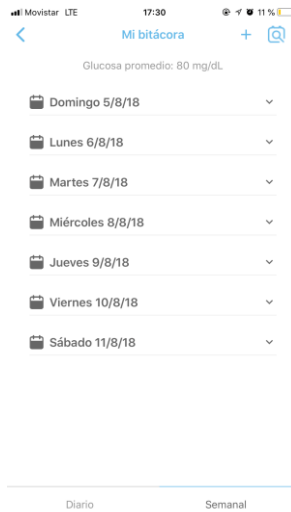 Movistar LTE 17:30 11 %
Mi bitácora
Glucosa promedio: 80 mg/dL
Domingo 5/8/18
Lunes 6/8/18
Martes 7/8/18
Miércoles 8/8/18
Jueves 9/8/18
Viernes 10/8/18
Sábado 11/8/18
Diario Semanal